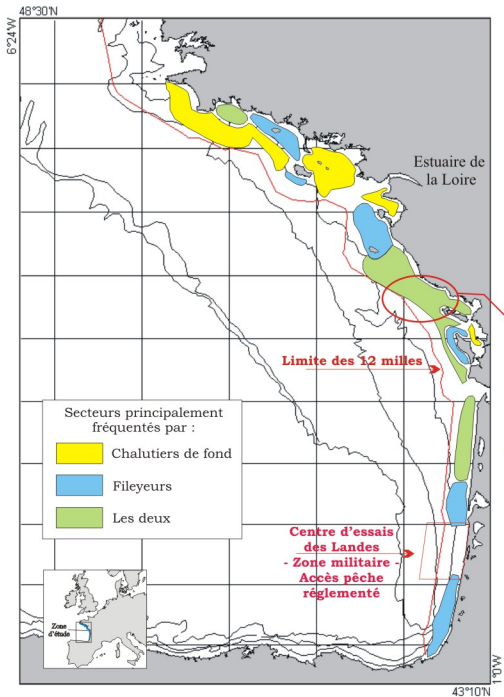 48°30'N
6°24'W
Estuaire de
la Loire
Limite des 12 milles
Secteurs principalement
fréquentés par :
Chalutiers de fond
Fileyeurs
Les deux
Centre d'essais
des Landes
- Zone militaire -
Accès pêche
réglementé
Zone
d'étude
1°0'W
43°10'N